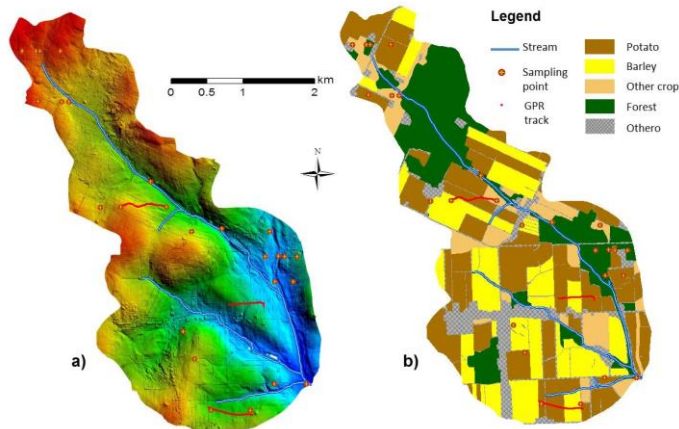 Legend
Stream
Sampling
point
GPR
track
Potato
Barley
Other crop
Forest
Othero
km
0 0.5 1 2
N
a)
b)